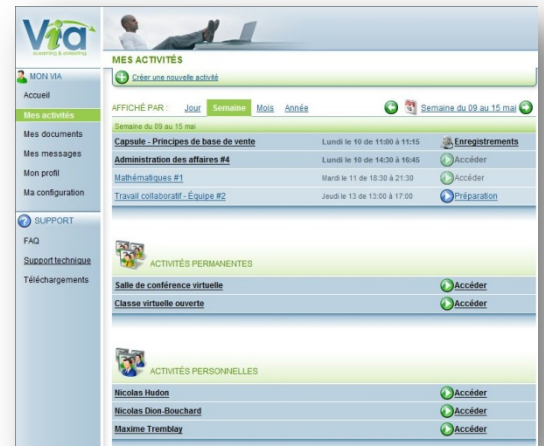 Via
eLearning & eMeeting
MON VIA
Accueil
Mes activités
Mes documents
Mes messages
Mon profil
Ma configuration
SUPPORT
FAQ
Support technique
Téléchargements
MES ACTIVITÉS
Créer une nouvelle activité
AFFICHÉ PAR : Jour Semaine Mois Année Semaine du 09 au 15 mai
Semaine du 09 au 15 mai
Capsule - Principes de base de vente Lundi le 10 de 11:00 à 11:15 Enregistrements
Administration des affaires #4 Lundi le 10 de 14:30 à 16:45 Accéder
Mathématiques #1 Mardi le 11 de 18:30 à 21:30 Accéder
Travail collaboratif - Équipe #2 Jeudi le 13 de 13:00 à 17:00 Préparation
ACTIVITÉS PERMANENTES
Salle de conférence virtuelle Accéder
Classe virtuelle ouverte Accéder
ACTIVITÉS PERSONNELLES
Nicolas Hudon Accéder
Nicolas Dion-Bouchard Accéder
Maxime Tremblay Accéder